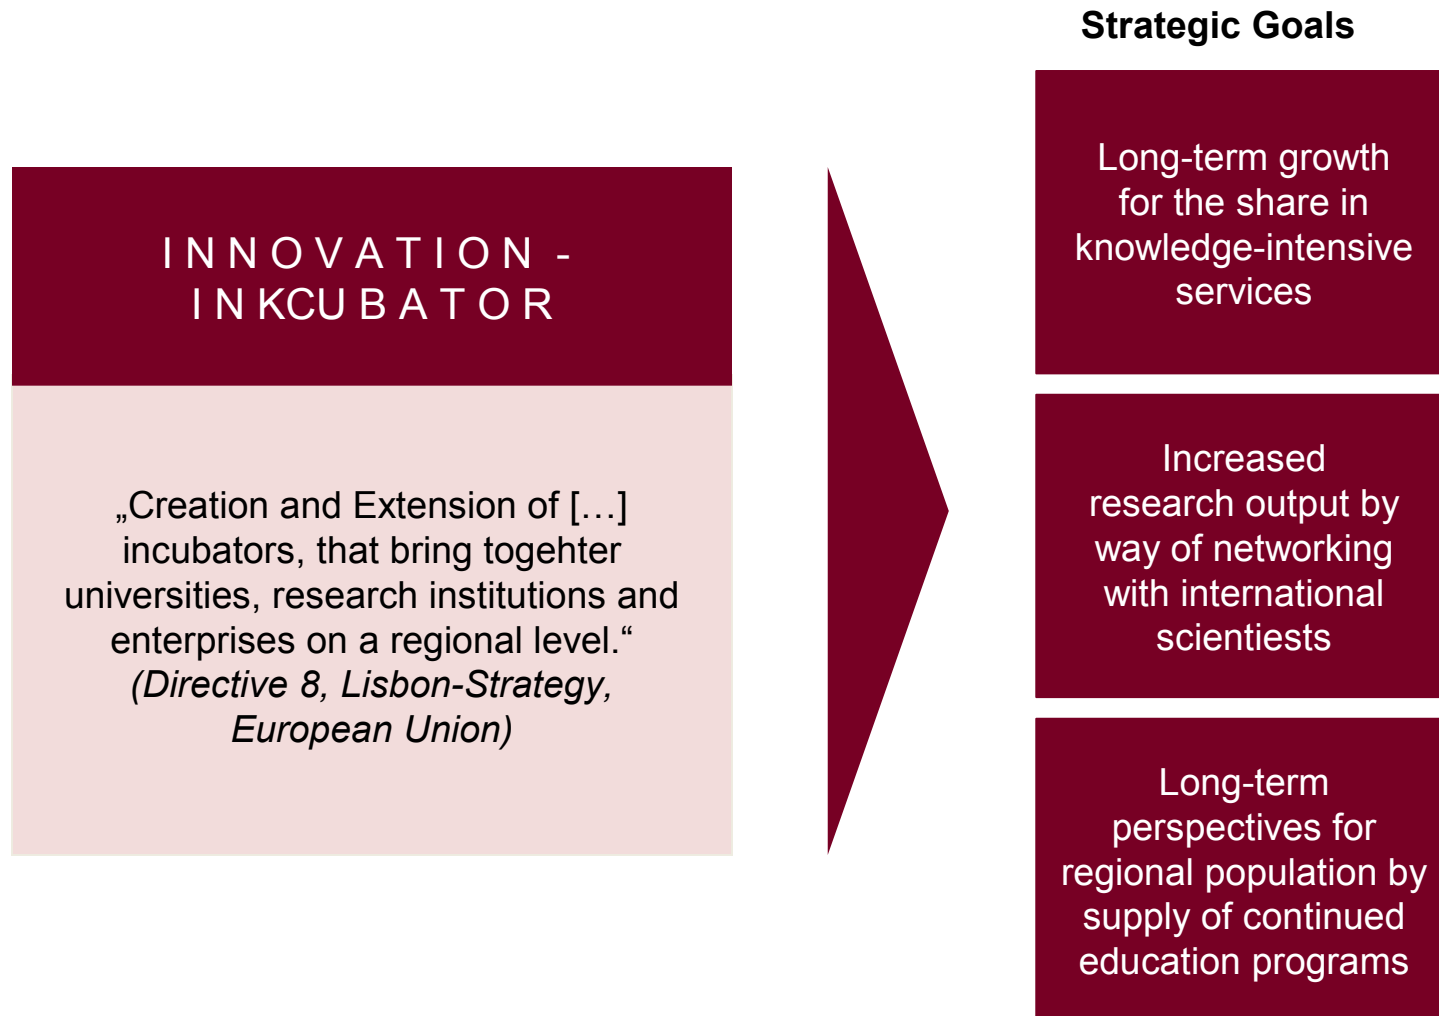 Strategic Goals
INNOVATION -
INKCUBATOR
„Creation and Extension of […]
incubators, that bring togehter
universities, research institutions and
enterprises on a regional level.“
(Directive 8, Lisbon-Strategy,
European Union)
Long-term growth
for the share in
knowledge-intensive
services
Increased
research output by
way of networking
with international
scientiests
Long-term
perspectives for
regional population by
supply of continued
education programs